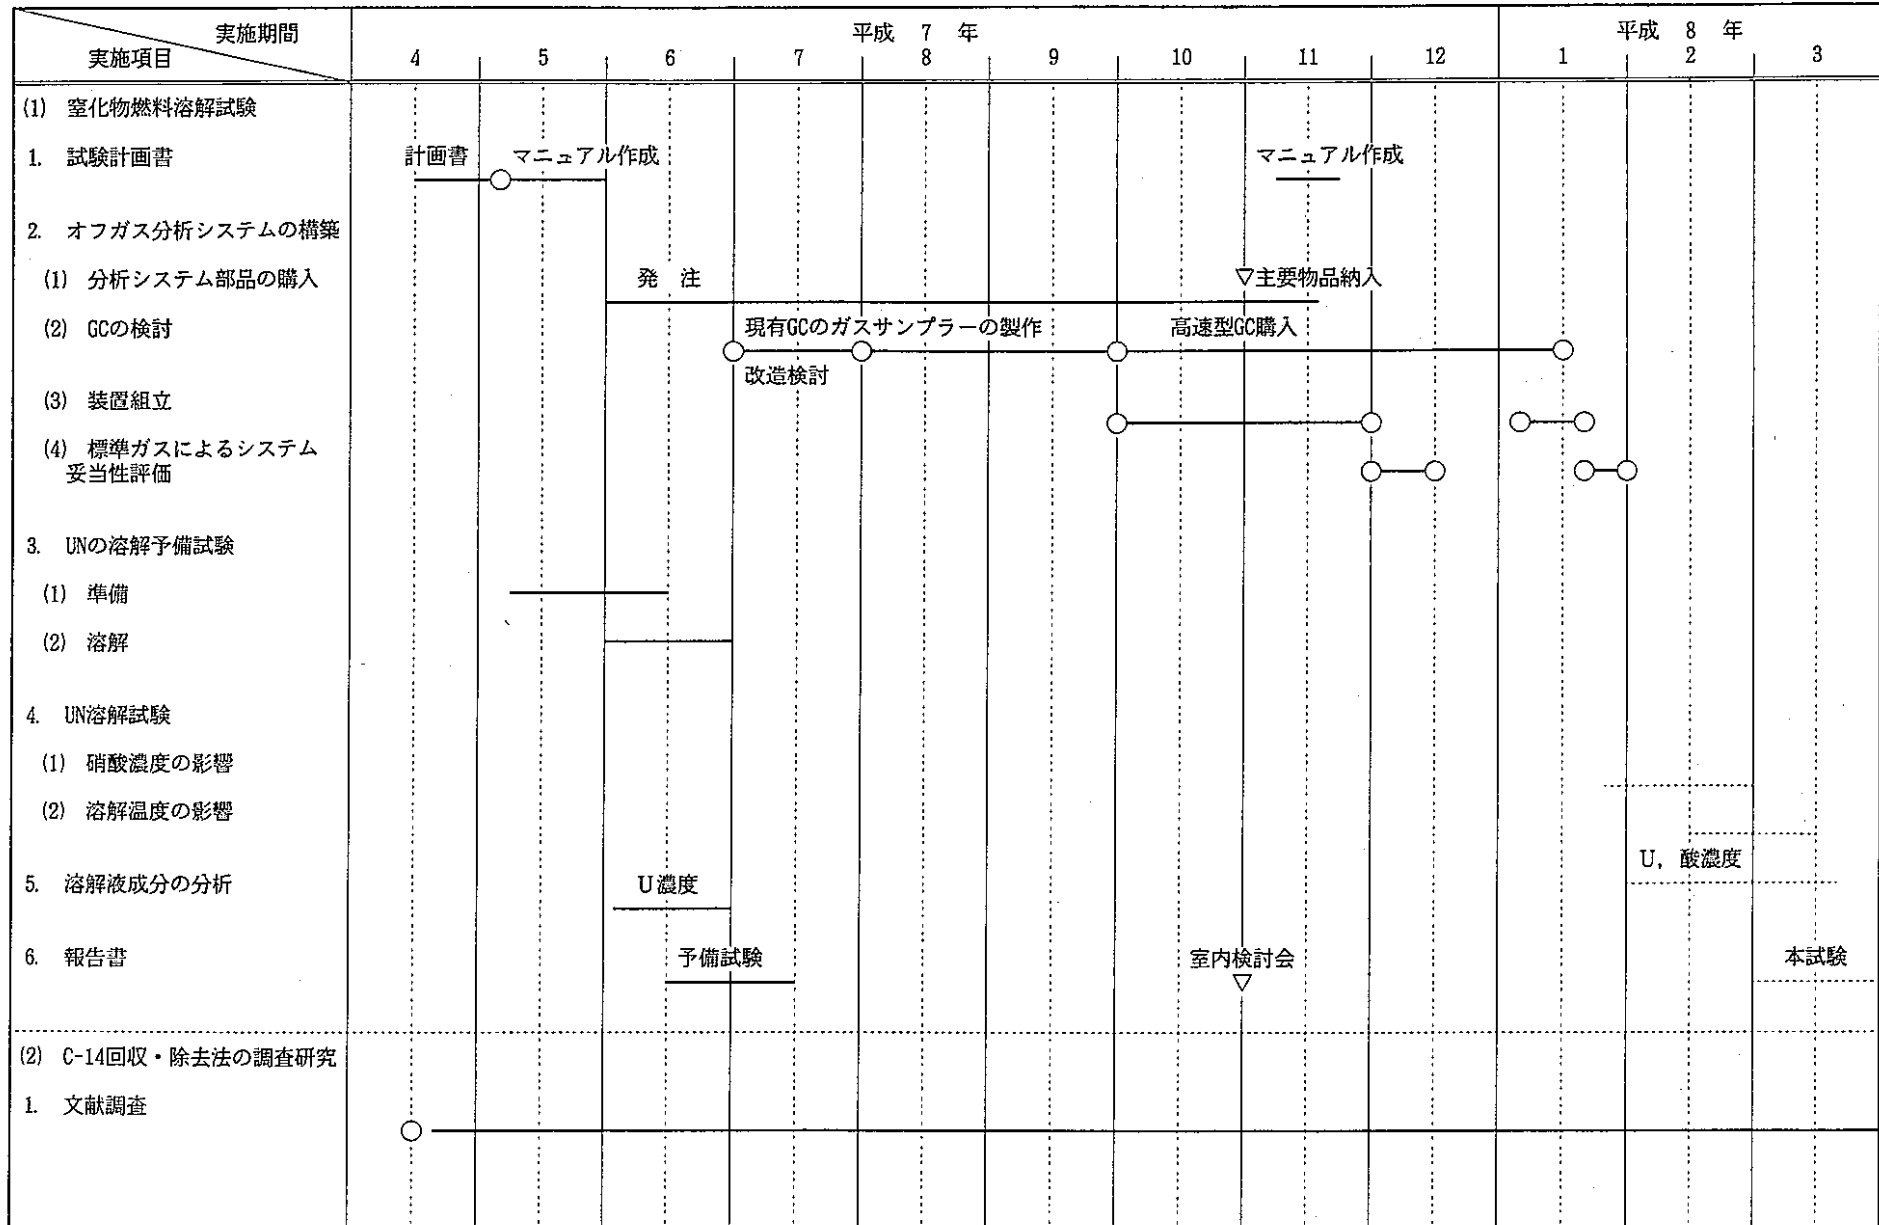 実施期間
実施項目
平成 7 年
平成 8 年
4 5 6 7 8 9 10 11 12 1 2 3
(1) 窒化物燃料溶解試験
1. 試験計画書
計画書 マニュアル作成 マニュアル作成
2. オフガス分析システムの構築
(1) 分析システム部品の購入
発 注 ▽主要物品納入
(2) GCの検討
現有GCのガスサンプラーの製作 高速型GC購入
改造検討
(3) 装置組立
(4) 標準ガスによるシステム
妥当性評価
3. UNの溶解予備試験
(1) 準備
(2) 溶解
4. UN溶解試験
(1) 硝酸濃度の影響
(2) 溶解温度の影響
U, 酸濃度
5. 溶解液成分の分析
U濃度
6. 報告書
予備試験 室内検討会 本試験
▽
(2) C-14回収・除去法の調査研究
1. 文献調査